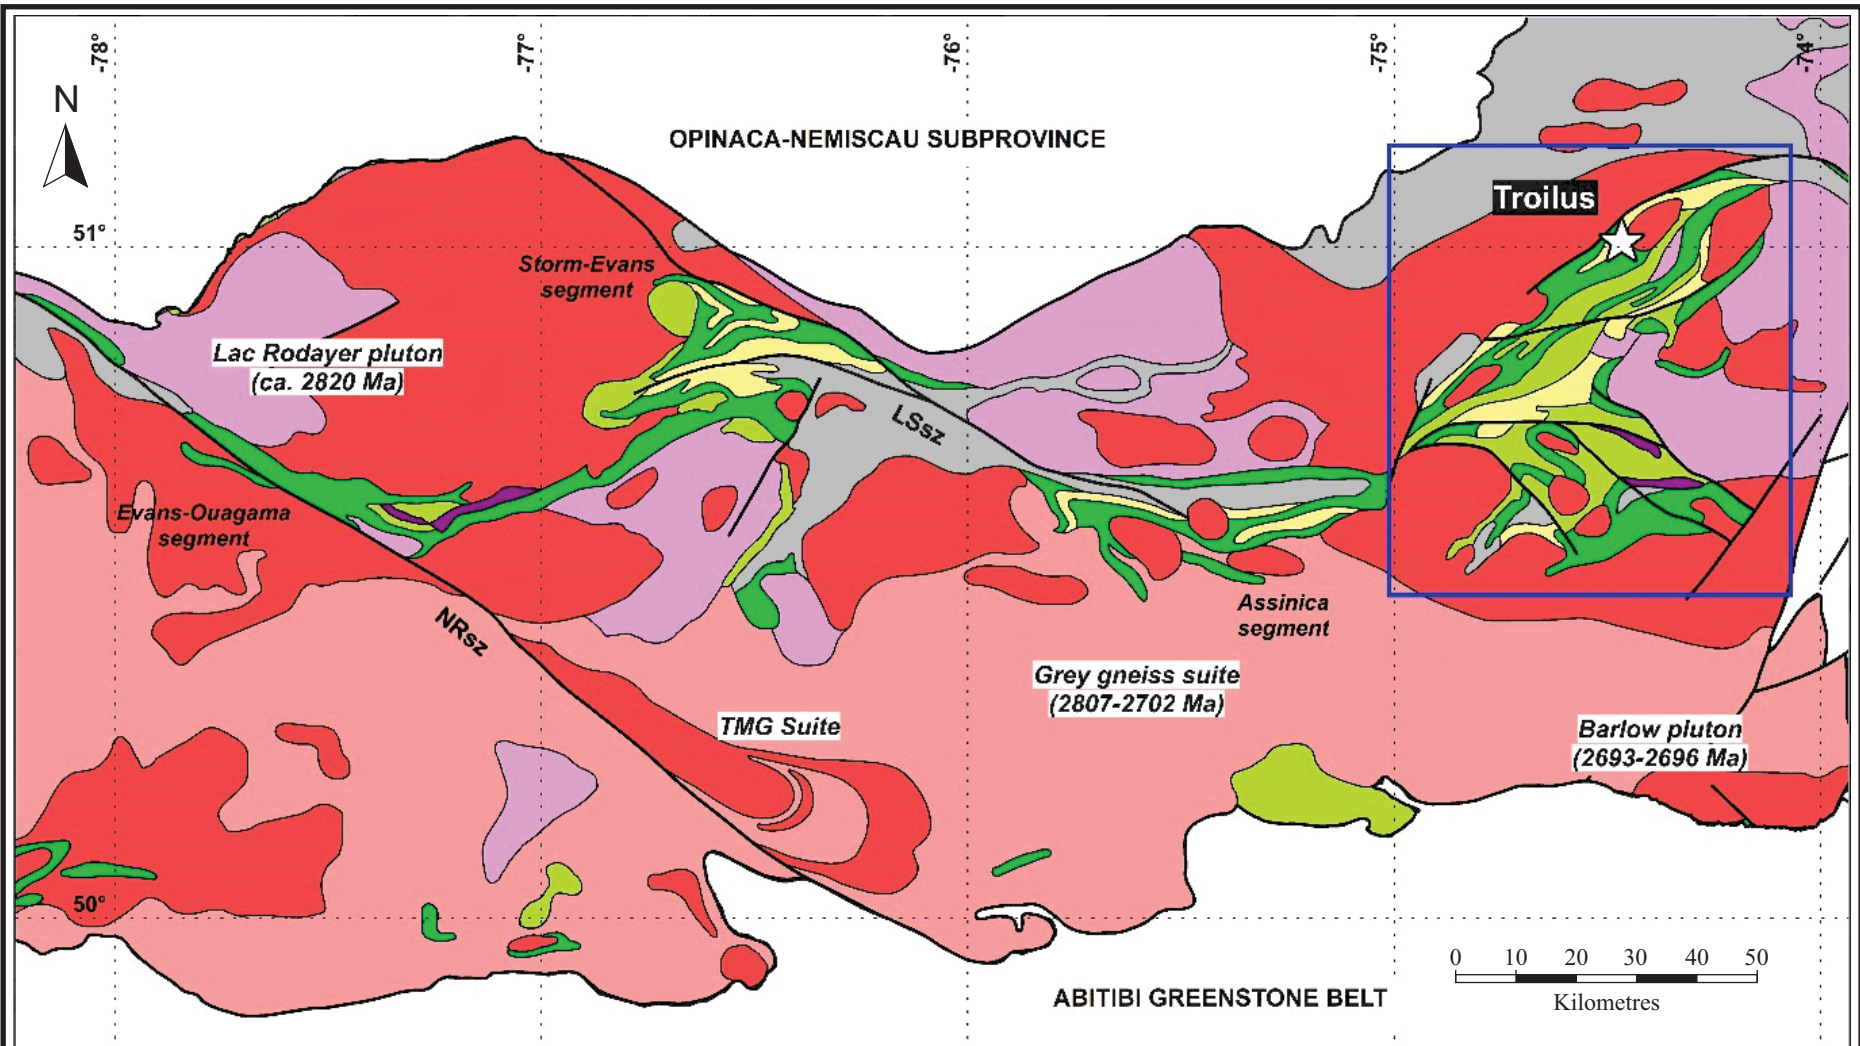 -78°
-77°
-76°
-75°
-74°
N
OPINACA-NEMISCAU SUBPROVINCE
Troilus
51°
Storm-Evans
segment
Lac Rodayer pluton
(ca. 2820 Ma)
LSsz
Evans-Ouagama
segment
Assinica
segment
NRsz
Grey gneiss suite
(2807-2702 Ma)
TMG Suite
Barlow pluton
(2693-2696 Ma)
50°
0 10 20 30 40 50
Kilometres
ABITIBI GREENSTONE BELT